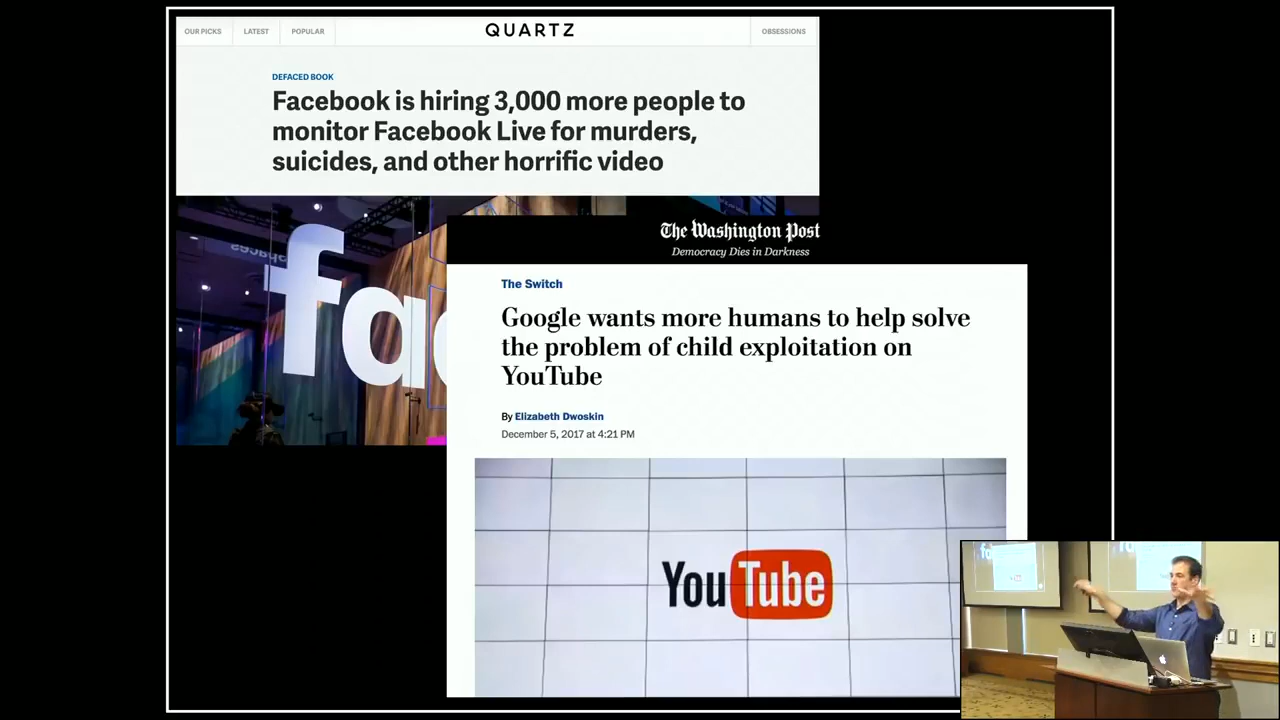 OUR PICKS
LATEST
POPULAR
QUARTZ
OBSESSIONS
DEFACED BOOK
Facebook is hiring 3,000 more people to
monitor Facebook Live for murders,
suicides, and other horrific video
fac
The Washington Post
Democracy Dies in Darkness
The Switch
Google wants more humans to help solve
the problem of child exploitation on
YouTube
By Elizabeth Dwoskin
December 5, 2017 at 4:21 PM
YouTube